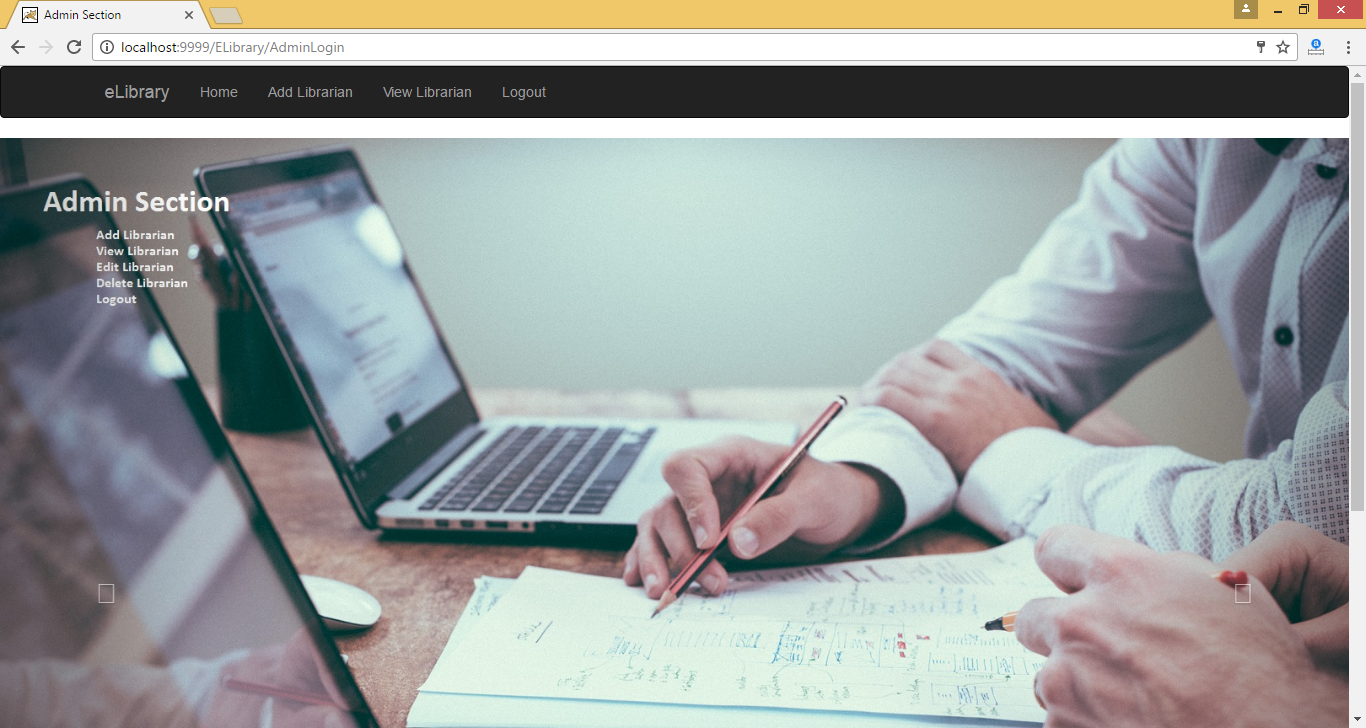 Admin Section
localhost:9999/ELibrary/AdminLogin
eLibrary Home Add Librarian View Librarian Logout
Admin Section
Add Librarian
View Librarian
Edit Librarian
Delete Librarian
Logout